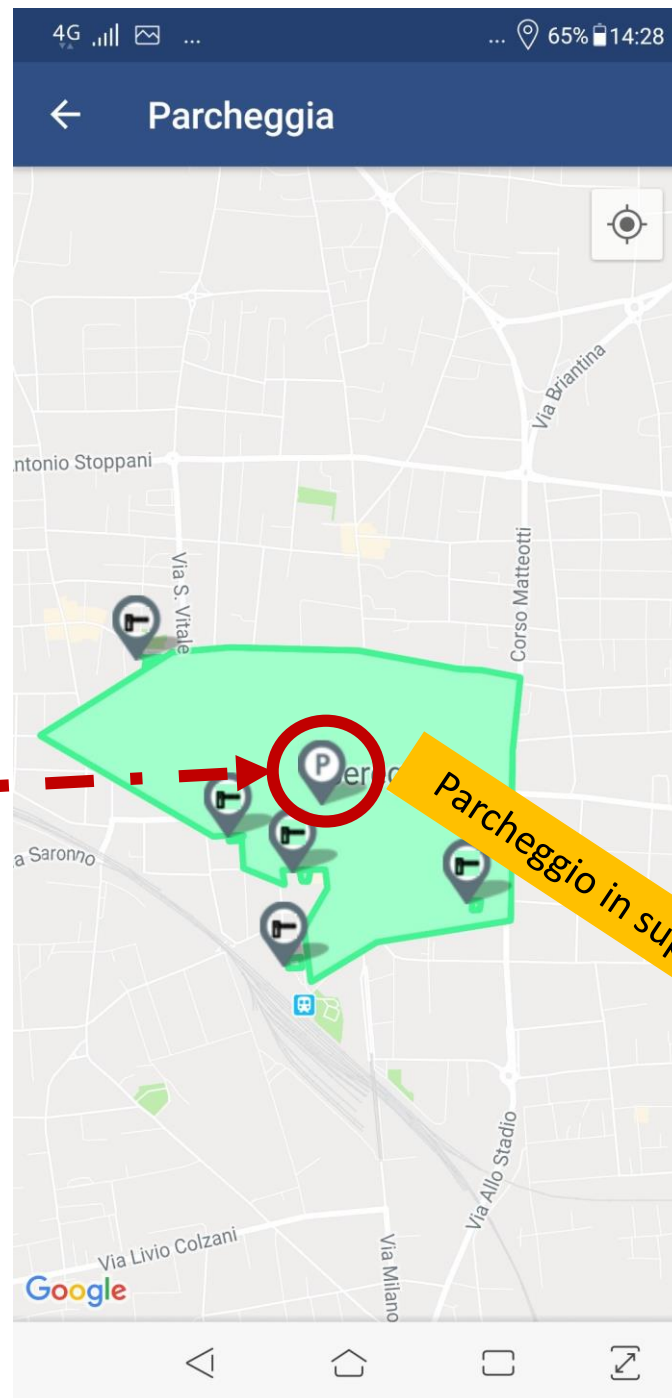 4G ... ... 65% 14:28
Parcheggia
Via Briantina
ntonio Stoppani
Via S. Vitale
Corso Matteotti
P
Parcheggio in
a Saronno
Via Allo Stadio
Via Livio Colzani
Via Milano
Google